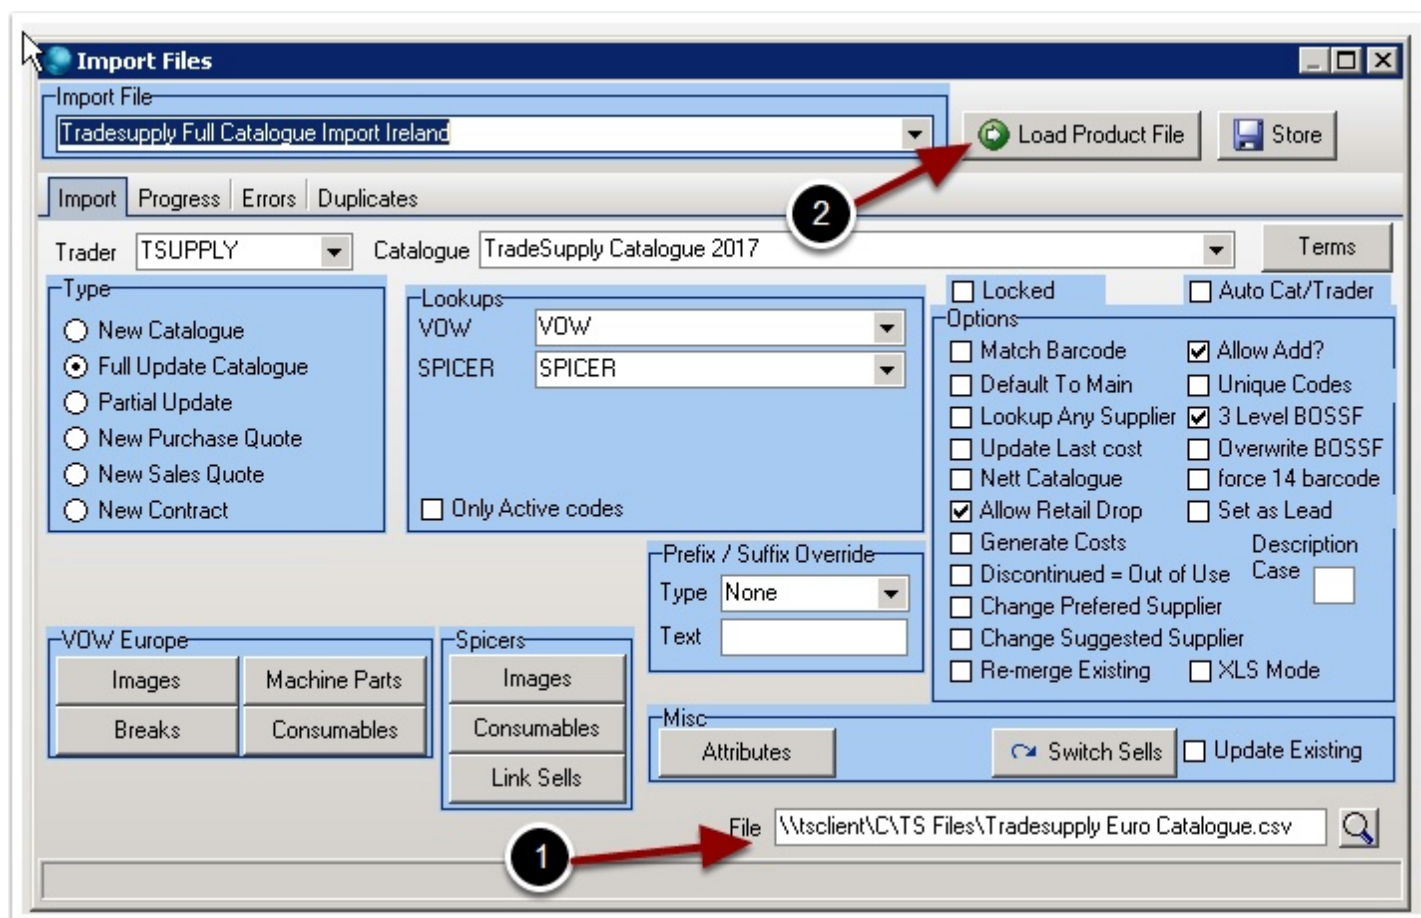 Import Files
Import File
Tradesupply Full Catalogue Import Ireland
Load Product File
Store
Import Progress Errors Duplicates
2
Trader TSUPPLY Catalogue TradeSupply Catalogue 2017 Terms
Type
New Catalogue
Full Update Catalogue
Partial Update
New Purchase Quote
New Sales Quote
New Contract
Lookups
VOW VOW
SPICER SPICER
Only Active codes
Locked Auto Cat/Trader
Options
Match Barcode Allow Add?
Default To Main Unique Codes
Lookup Any Supplier 3 Level BOSSF
Update Last cost Overwrite BOSSF
Nett Catalogue force 14 barcode
Allow Retail Drop Set as Lead
Generate Costs Description
Discontinued = Out of Use Case
Change Prefered Supplier
Change Suggested Supplier
Re-merge Existing XLS Mode
Prefix / Suffix Override
Type None
Text
VOW Europe
Images Machine Parts
Breaks Consumables
Spicers
Images
Consumables
Link Sells
Misc
Attributes Switch Sells Update Existing
File \\tsclient\C\TS Files\Tradesupply Euro Catalogue.csv
1